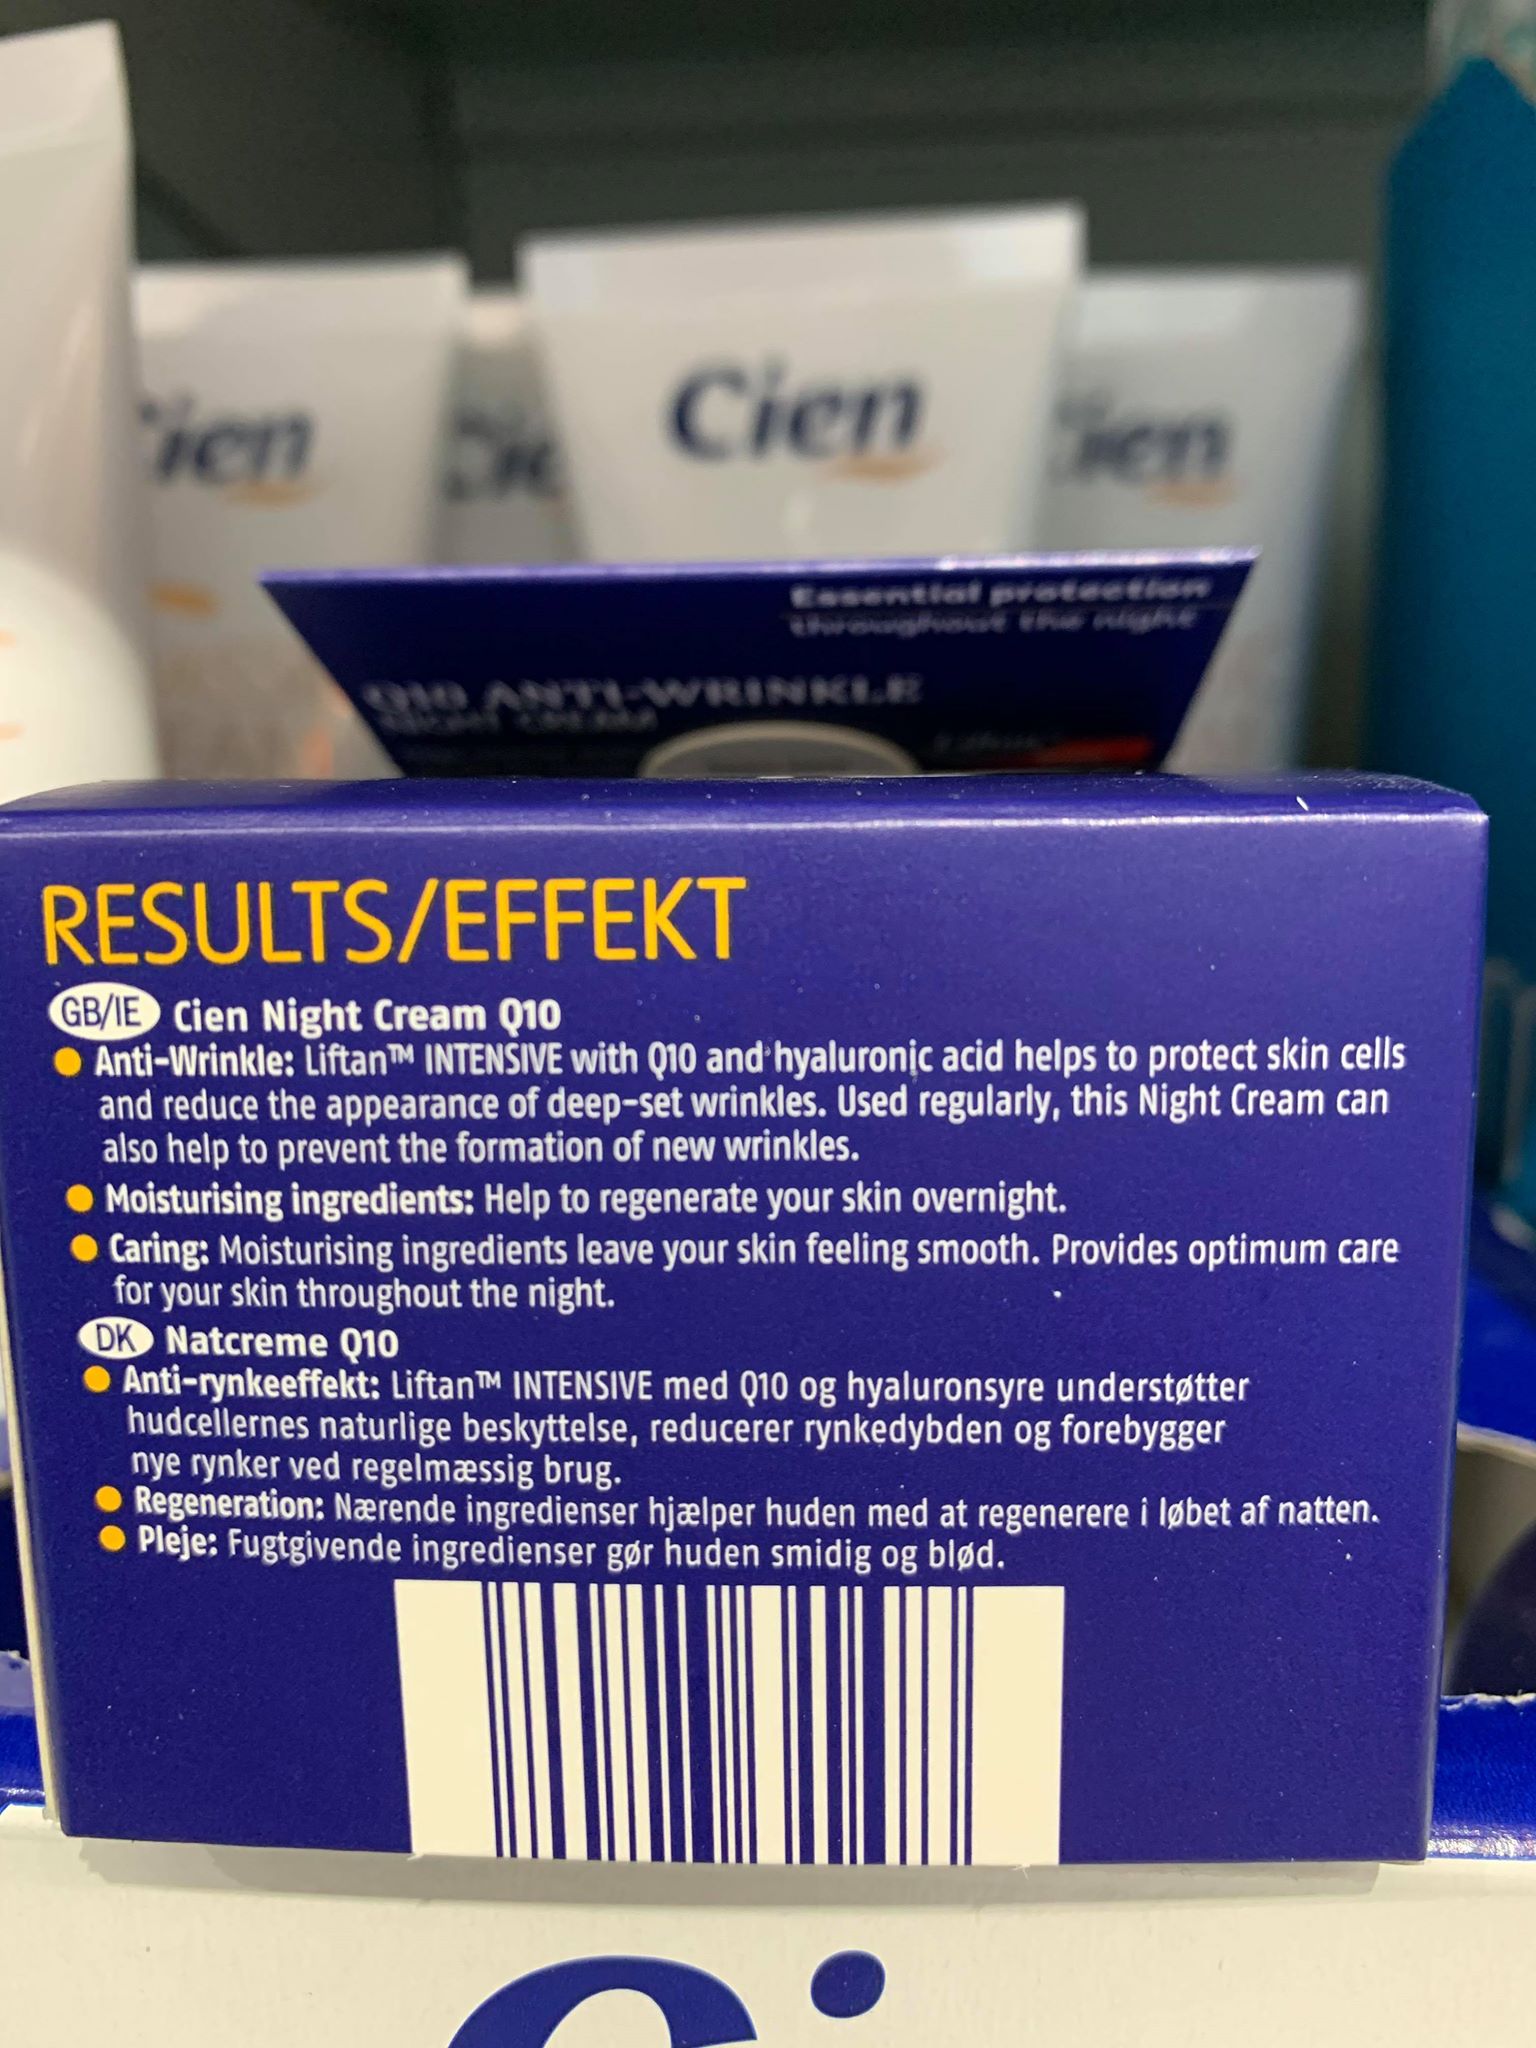 Cien
ien
Cie
ien
Essential protection
throughout the night
Q10 ANTI-WRINKLE
NIGHT CREAM
RESULTS/EFFEKT
GB/IE Cien Night Cream Q10
Anti-Wrinkle: Liftan™ INTENSIVE with Q10 and hyaluronic acid helps to protect skin cells
and reduce the appearance of deep-set wrinkles. Used regularly, this Night Cream can
also help to prevent the formation of new wrinkles.
Moisturising ingredients: Help to regenerate your skin overnight.
Caring: Moisturising ingredients leave your skin feeling smooth. Provides optimum care
for your skin throughout the night.
DK Natcreme Q10
Anti-rynkeeffekt: Liftan™ INTENSIVE med Q10 og hyaluronsyre understøtter
hudcellernes naturlige beskyttelse, reducerer rynkedybden og forebygger
nye rynker ved regelmæssig brug.
Regeneration: Nærende ingredienser hjælper huden med at regenerere i løbet af natten.
Pleje: Fugtgivende ingredienser gør huden smidig og blød.